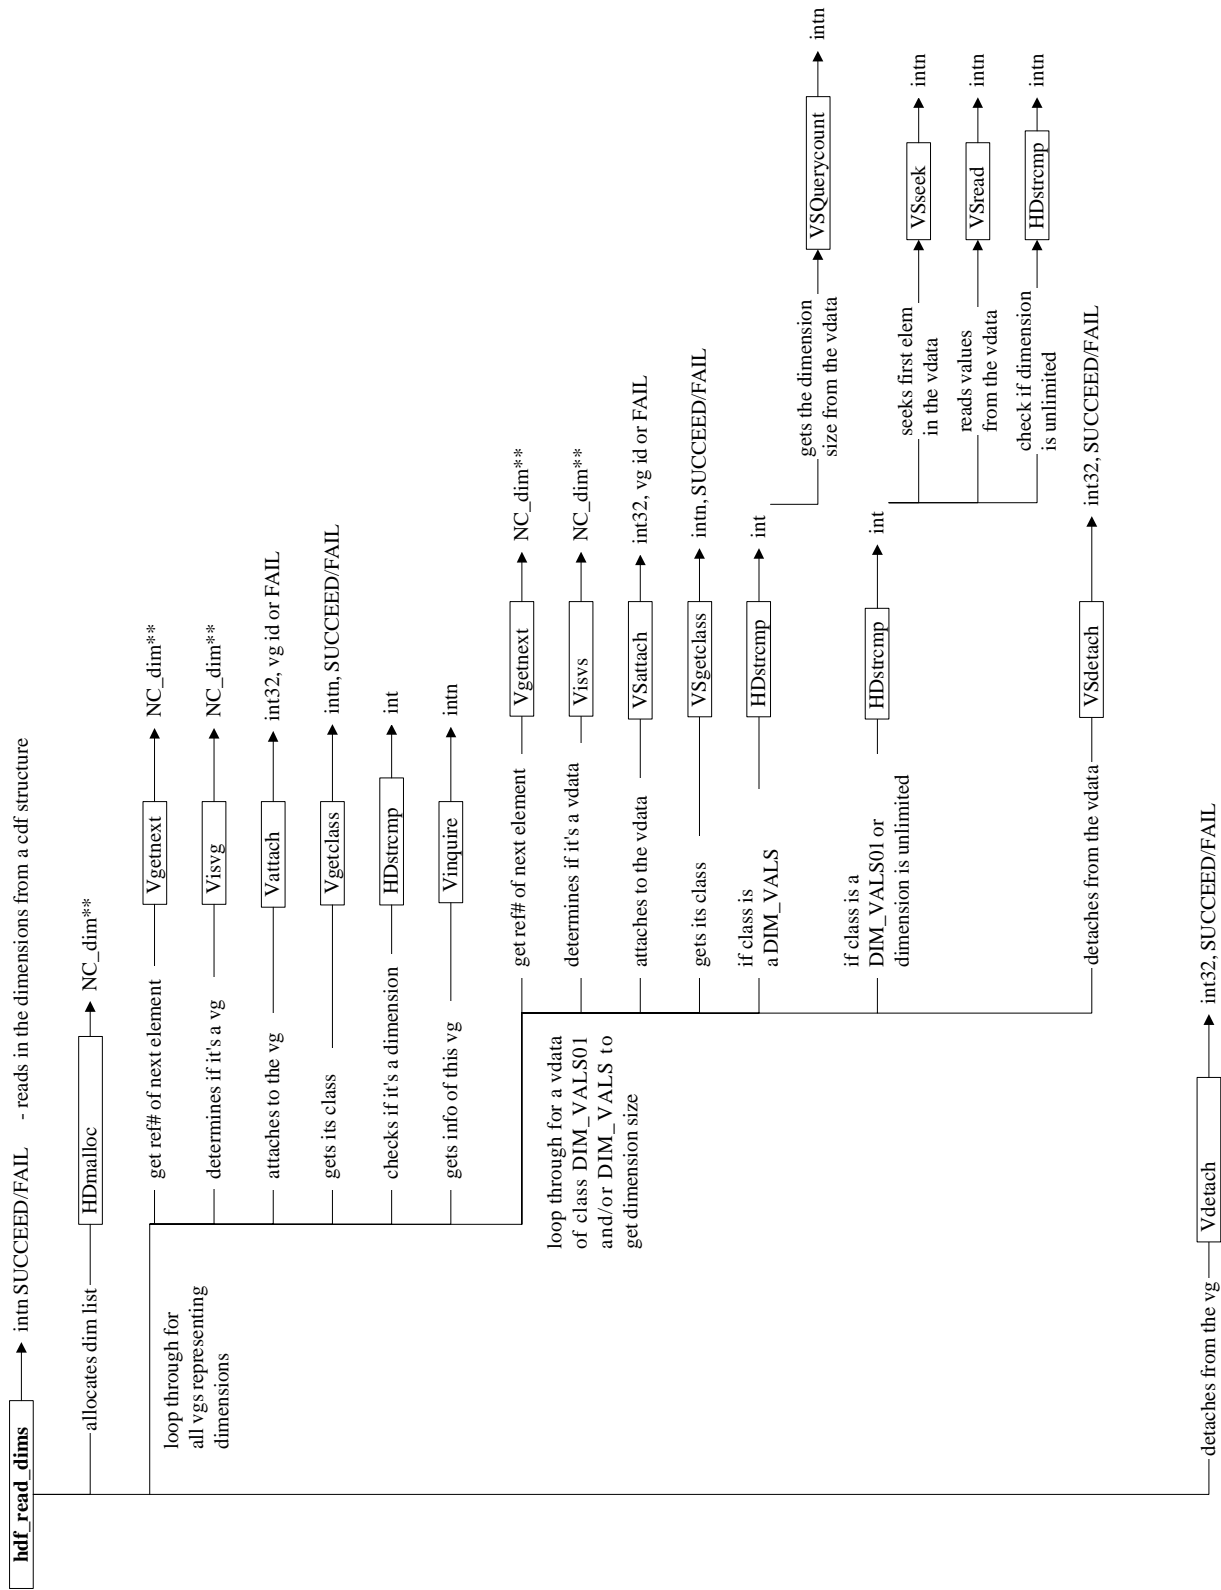 hdf_read_dims
intn SUCCEED/FAIL
- reads in the dimensions from a cdf structure
allocates dim list
HDmalloc
NC_dim**
loop through for
all vgs representing
dimensions
get ref# of next element
Vgetnext
NC_dim**
determines if it's a vg
Visvg
NC_dim**
attaches to the vg
Vattach
int32, vg id or FAIL
gets its class
Vgetclass
intn, SUCCEED/FAIL
checks if it's a dimension
HDstrcmp
int
gets info of this vg
Vinquire
intn
loop through for a vdata
of class DIM_VALS01
and/or DIM_VALS to
get dimension size
get ref# of next element
Vgetnext
NC_dim**
determines if it's a vdata
Visvs
NC_dim**
attaches to the vdata
VSattach
int32, vg id or FAIL
gets its class
VSgetclass
intn, SUCCEED/FAIL
if class is
a DIM_VALS
HDstrcmp
int
gets the dimension
size from the vdata
VSQuerycount
intn
if class is a
DIM_VALS01 or
dimension is unlimited
HDstrcmp
int
seeks first elem
in the vdata
VSseek
intn
reads values
from the vdata
VSread
intn
check if dimension
is unlimited
HDstrcmp
intn
detaches from the vdata
VSdetach
int32, SUCCEED/FAIL
detaches from the vg
Vdetach
int32, SUCCEED/FAIL